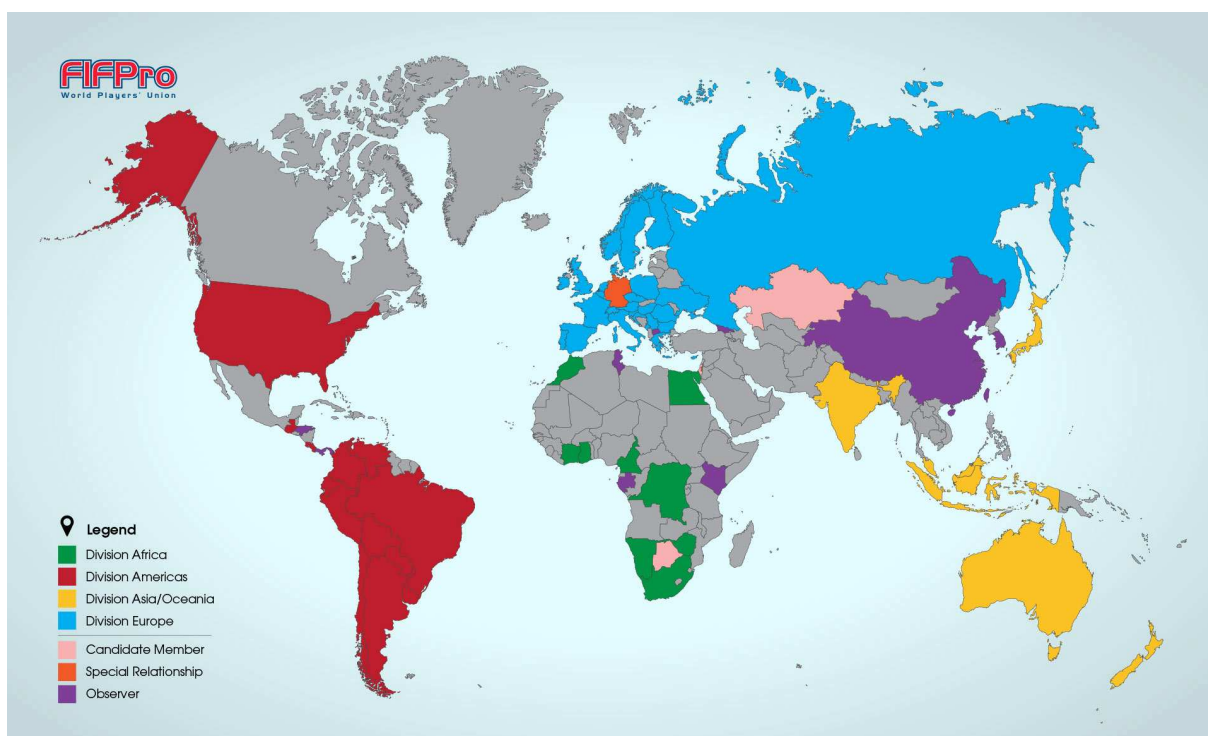 FIFPro
World Players' Union
Legend
Division Africa
Division Americas
Division Asia/Oceania
Division Europe
Candidate Member
Special Relationship
Observer